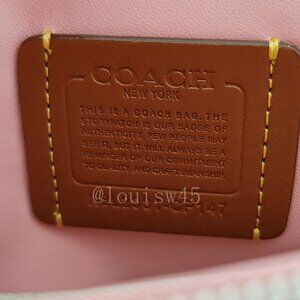 COACH
NEW YORK
THIS IS A COACH BAG. THE
STORYPATCH IS OUR BADGE OF
AUTHENTICITY. FEW PEOPLE MAY
SEE IT, BUT IT WILL ALWAYS BE A
REMINDER OF OUR COMMITMENT
TO QUALITY AND CRAFTSMANSHIP.
@louisw45